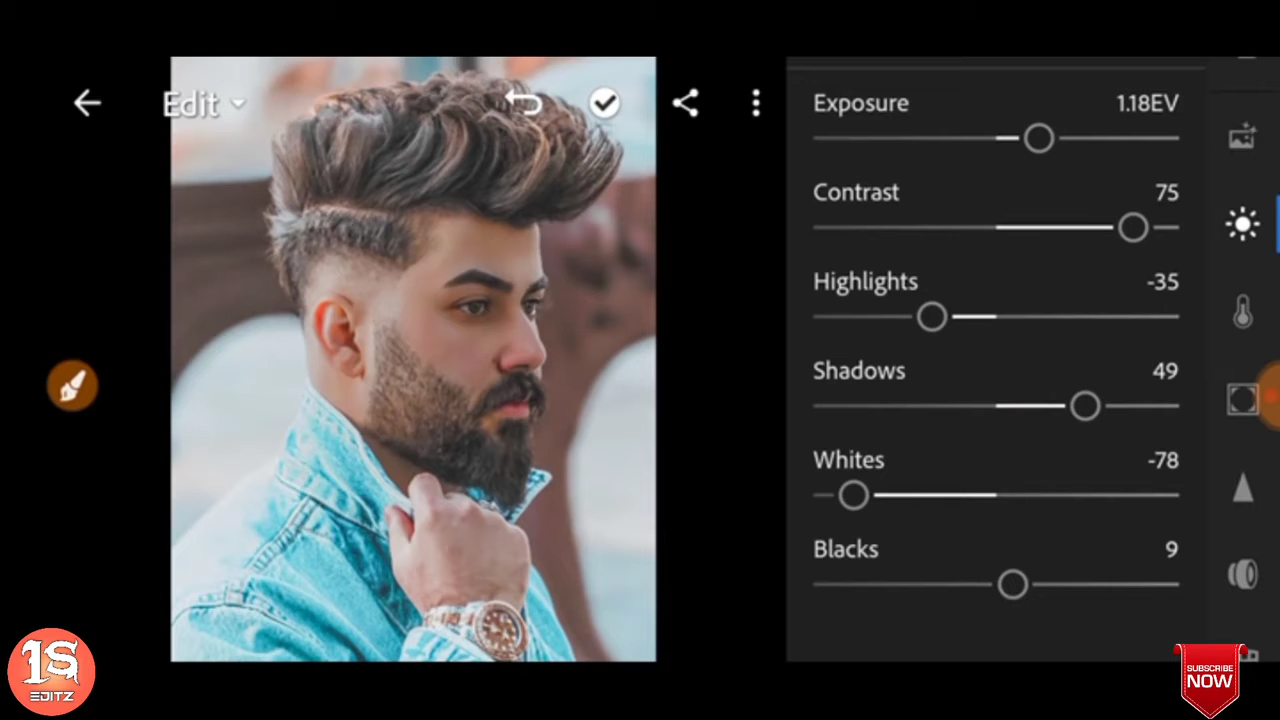 Edit
Exposure 1.18EV
Contrast 75
Highlights -35
Shadows 49
Whites -78
Blacks 9
1S
EDITZ
SUBSCRIBE
NOW